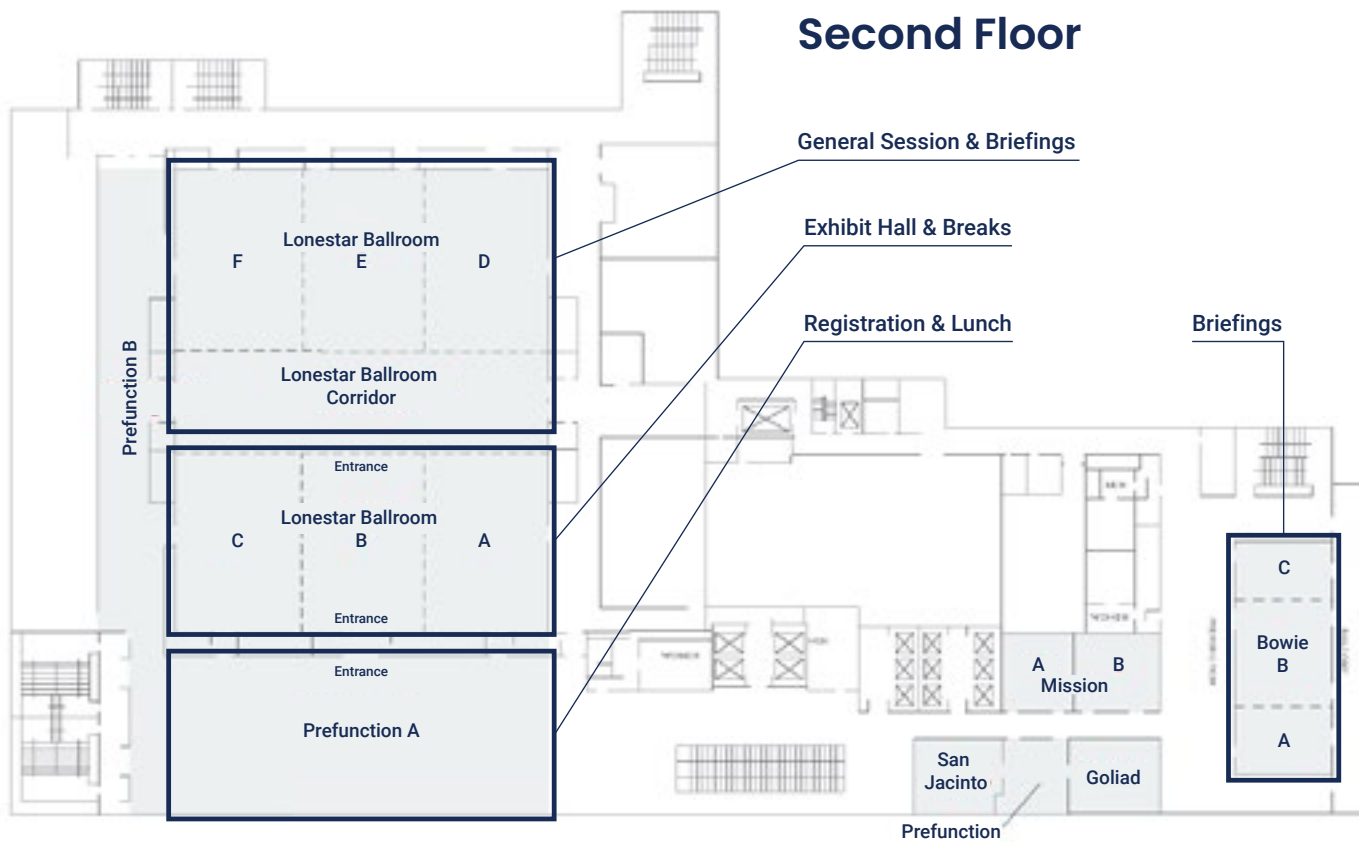 Second Floor
General Session & Briefings
Exhibit Hall & Breaks
Registration & Lunch
Briefings
Lonestar Ballroom
F E D
Lonestar Ballroom
Corridor
Prefunction B
Entrance
Lonestar Ballroom
C B A
Entrance
Entrance
Prefunction A
A B
Mission
San
Jacinto
Goliad
Prefunction
C
Bowie
B
A